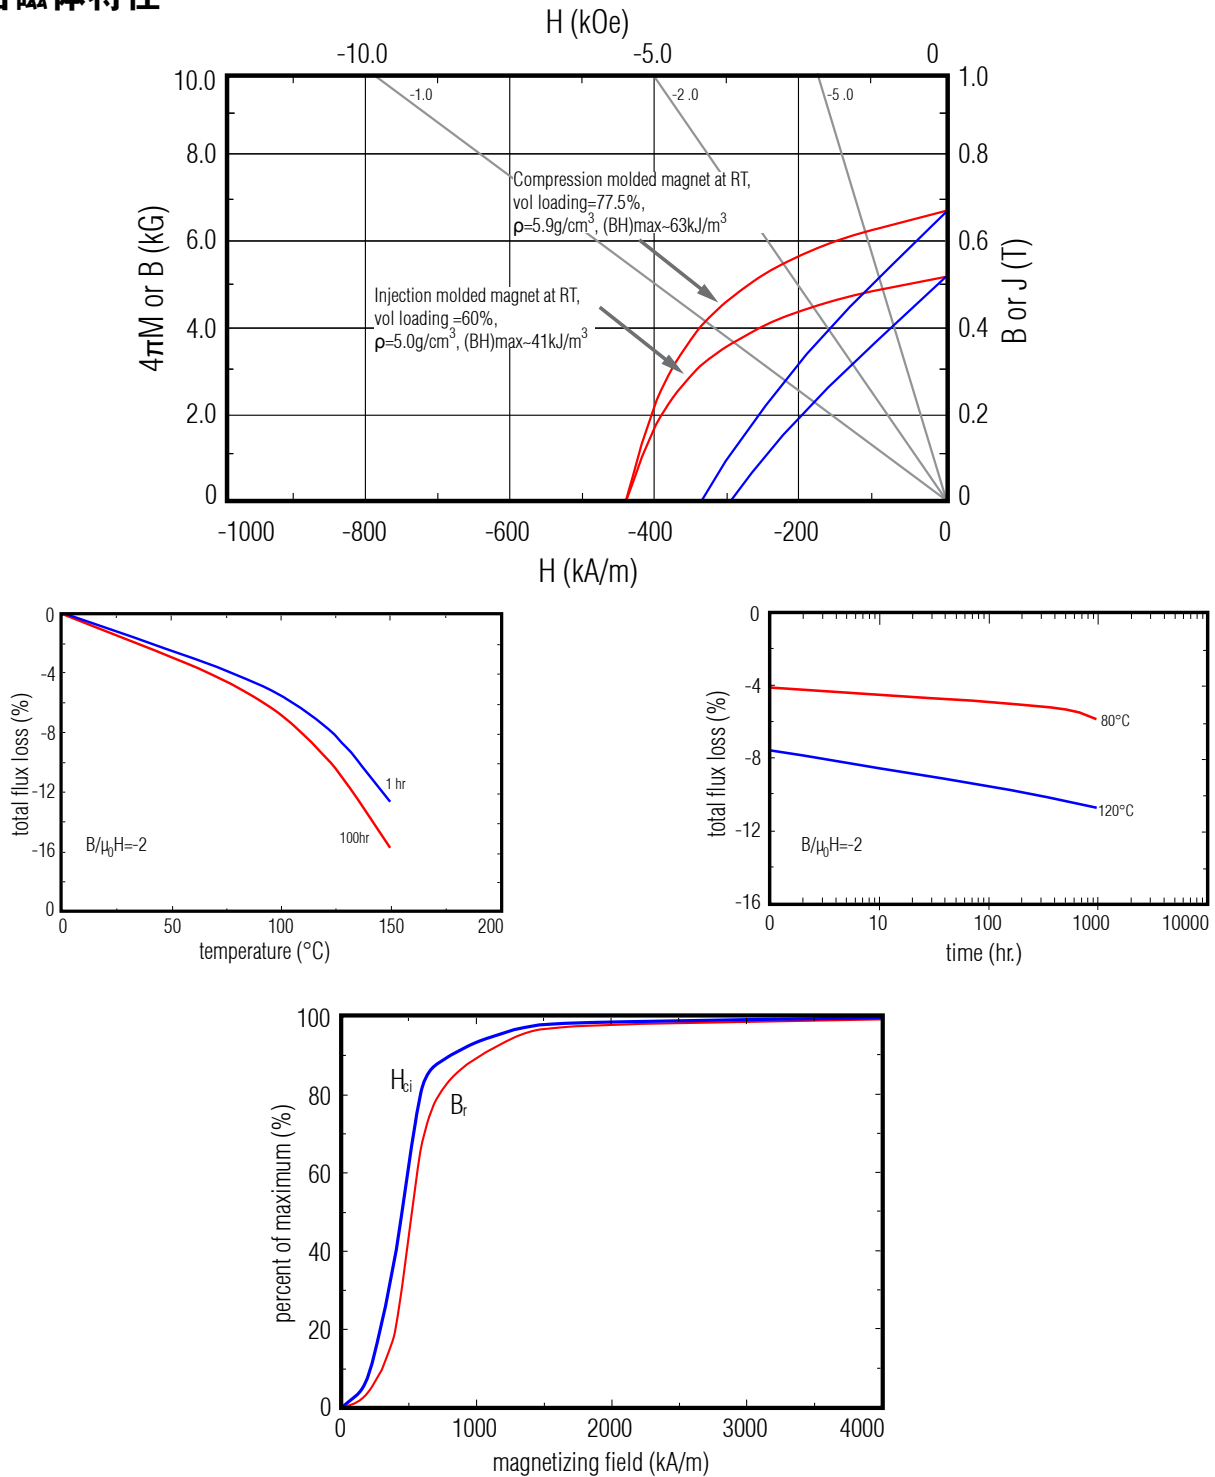 磁体特性
H (kOe)
-10.0 -5.0 0
10.0 1.0
-1.0 -2.0 -5.0
8.0 0.8
Compression molded magnet at RT,
vol loading=77.5%,
ρ=5.9g/cm³, (BH)max~63kJ/m³
6.0 0.6
4πM or B (kG)
B or J (T)
Injection molded magnet at RT,
vol loading =60%,
ρ=5.0g/cm³, (BH)max~41kJ/m³
4.0 0.4
2.0 0.2
0 0
-1000 -800 -600 -400 -200 0
H (kA/m)
0
-4
-8
-12
-16
0
total flux loss (%)
1 hr
100hr
B/μ₀H=-2
0 50 100 150 200
temperature (°C)
0
-4
-8
-12
-16
total flux loss (%)
80°C
120°C
B/μ₀H=-2
0 10 100 1000 10000
time (hr.)
100
80
60
40
20
0
percent of maximum (%)
Hci
Br
0 1000 2000 3000 4000
magnetizing field (kA/m)